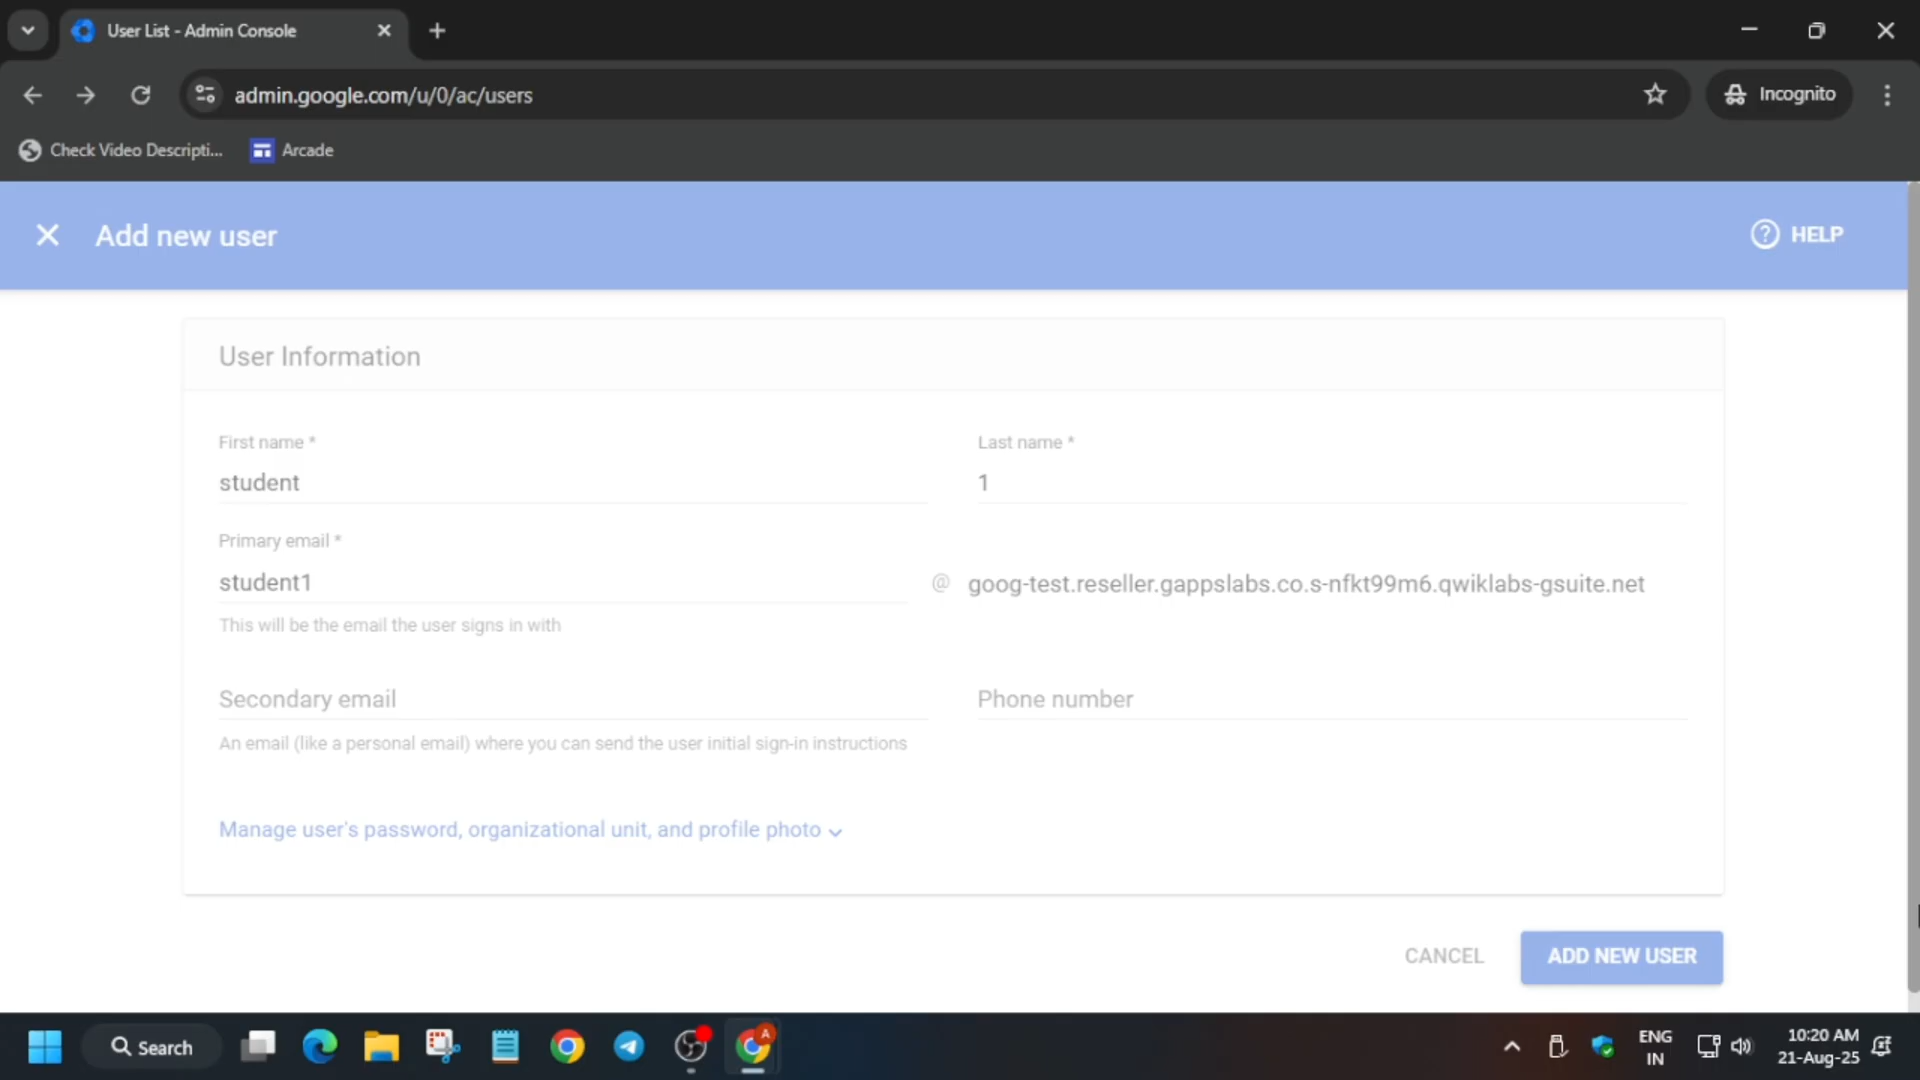 User List - Admin Console
admin.google.com/u/0/ac/users
Incognito
Check Video Descripti...
Arcade
Add new user
? HELP
User Information
First name *
Last name *
student
1
Primary email *
student1
@ goog-test.reseller.gappslabs.co.s-nfkt99m6.qwiklabs-gsuite.net
This will be the email the user signs in with
Secondary email
Phone number
An email (like a personal email) where you can send the user initial sign-in instructions
Manage user's password, organizational unit, and profile photo
CANCEL
ADD NEW USER
Search
A
ENG
IN
10:20 AM
21-Aug-25